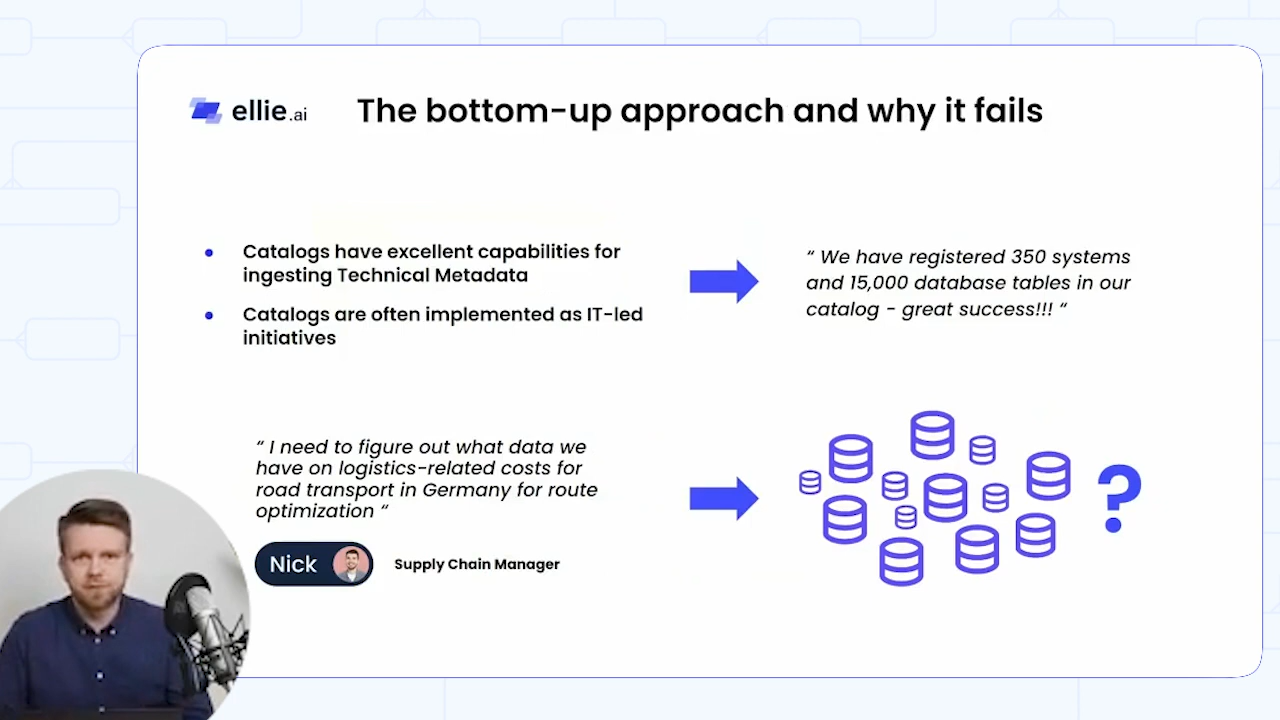 ellie.ai
The bottom-up approach and why it fails
• Catalogs have excellent capabilities for
ingesting Technical Metadata
• Catalogs are often implemented as IT-led
initiatives
“ We have registered 350 systems
and 15,000 database tables in our
catalog - great success!!! “
“ I need to figure out what data we
have on logistics-related costs for
road transport in Germany for route
optimization “
?
Nick
Supply Chain Manager